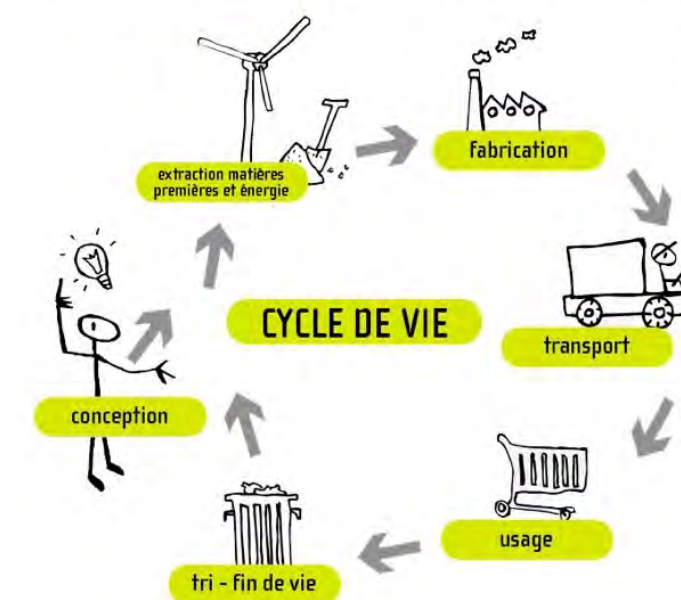 extraction matières
premières et énergie
fabrication
CYCLE DE VIE
transport
conception
usage
tri - fin de vie